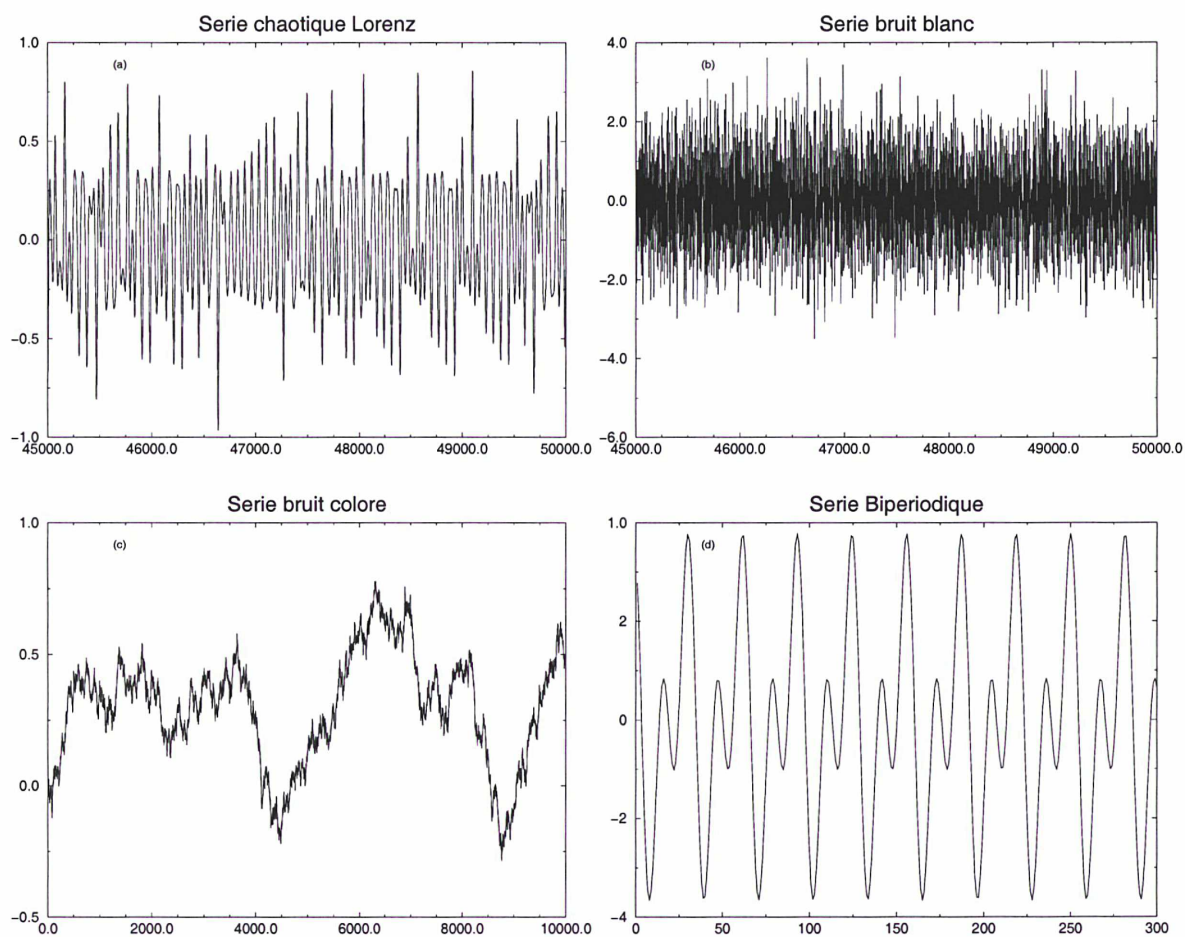 Serie chaotique Lorenz
1.0
(a)
0.5
0.0
−0.5
−1.0
45000.0 46000.0 47000.0 48000.0 49000.0 50000.0
Serie bruit blanc
4.0
(b)
2.0
0.0
−2.0
−4.0
−6.0
45000.0 46000.0 47000.0 48000.0 49000.0 50000.0
Serie bruit colore
1.0
(c)
0.5
0.0
−0.5
0.0 2000.0 4000.0 6000.0 8000.0 10000.0
Serie Biperiodique
1.0
(d)
2
0
−2
−4
0 50 100 150 200 250 300